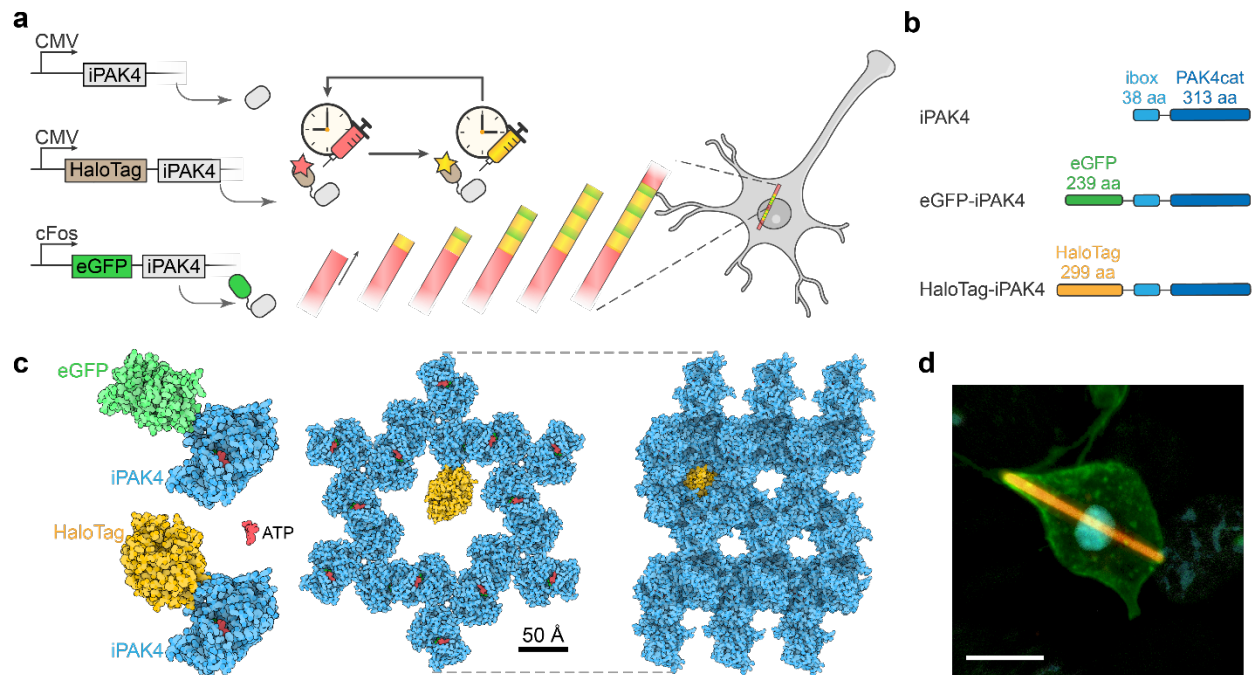 a
CMV
iPAK4
CMV
HaloTag
iPAK4
cFos
eGFP
iPAK4
b
ibox
38 aa
PAK4cat
313 aa
iPAK4
eGFP
239 aa
eGFP-iPAK4
HaloTag
299 aa
HaloTag-iPAK4
c
eGFP
iPAK4
HaloTag
ATP
iPAK4
50 Å
d